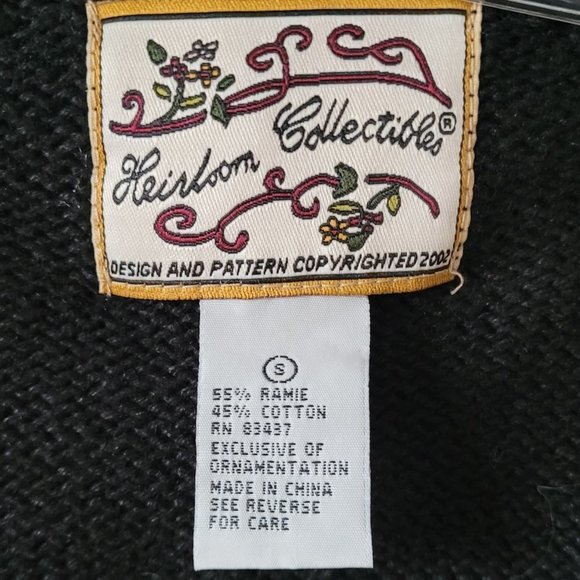 Heirloom Collectibles®
DESIGN AND PATTERN COPYRIGHTED 2002
S
55% RAMIE
45% COTTON
RN 83437
EXCLUSIVE OF
ORNAMENTATION
MADE IN CHINA
SEE REVERSE
FOR CARE